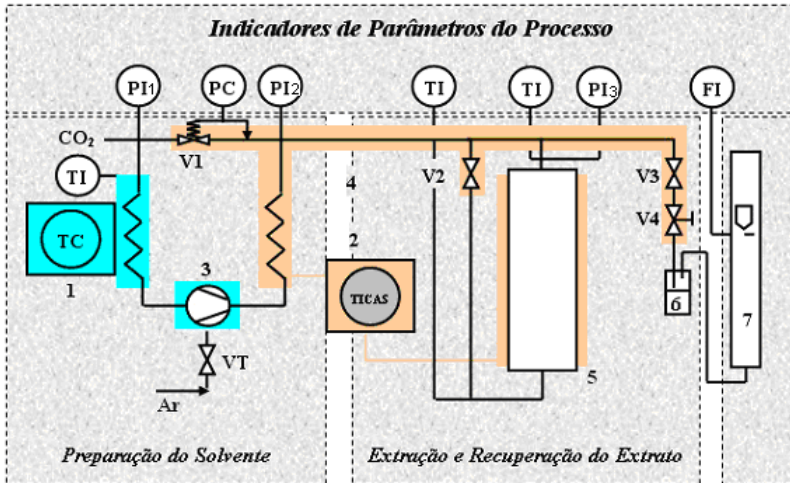 Indicadores de Parâmetros do Processo
PI1 PC PI2 TI TI PI3 FI
CO2
V1
TI
V2
V3
4
V4
TC
2
3
1
TICAS
6
7
VT
5
Ar
Preparação do Solvente
Extração e Recuperação do Extrato